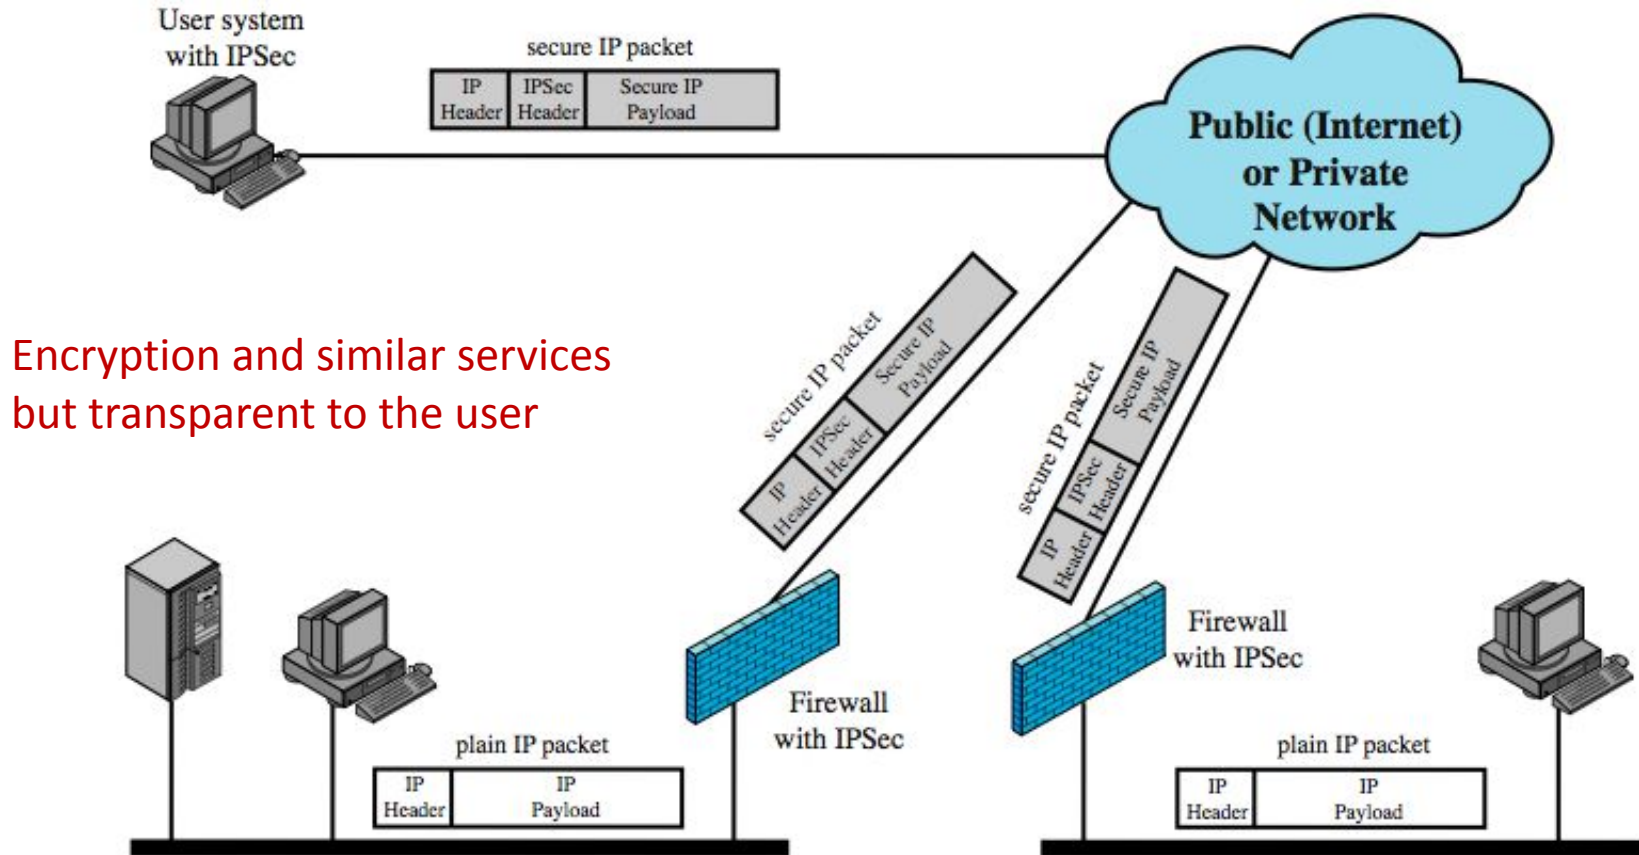 User system
with IPSec
secure IP packet
IP
Header
IPSec
Header
Secure IP
Payload
Public (Internet)
or Private
Network
Encryption and similar services
but transparent to the user
secure IP packet
IP
Header
IPSec
Header
Secure IP
Payload
secure IP packet
IP
Header
IPSec
Header
Secure IP
Payload
Firewall
with IPSec
Firewall
with IPSec
plain IP packet
IP
Header
IP
Payload
plain IP packet
IP
Header
IP
Payload